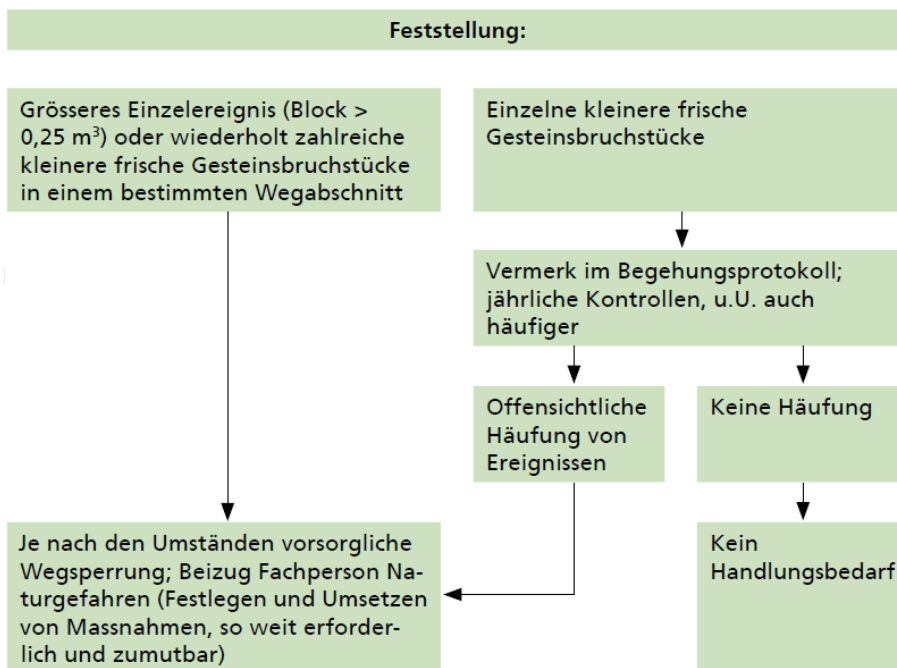 Feststellung:
Grösseres Einzelereignis (Block >
0,25 m³) oder wiederholt zahlreiche
kleinere frische Gesteinsbruchstücke
in einem bestimmten Wegabschnitt
Einzelne kleinere frische
Gesteinsbruchstücke
Vermerk im Begehungsprotokoll;
jährliche Kontrollen, u.U. auch
häufiger
Offensichtliche
Häufung von
Ereignissen
Keine Häufung
Je nach den Umständen vorsorgliche
Wegsperrung; Beizug Fachperson Na-
turgefahren (Festlegen und Umsetzen
von Massnahmen, so weit erforder-
lich und zumutbar)
Kein
Handlungsbedarf